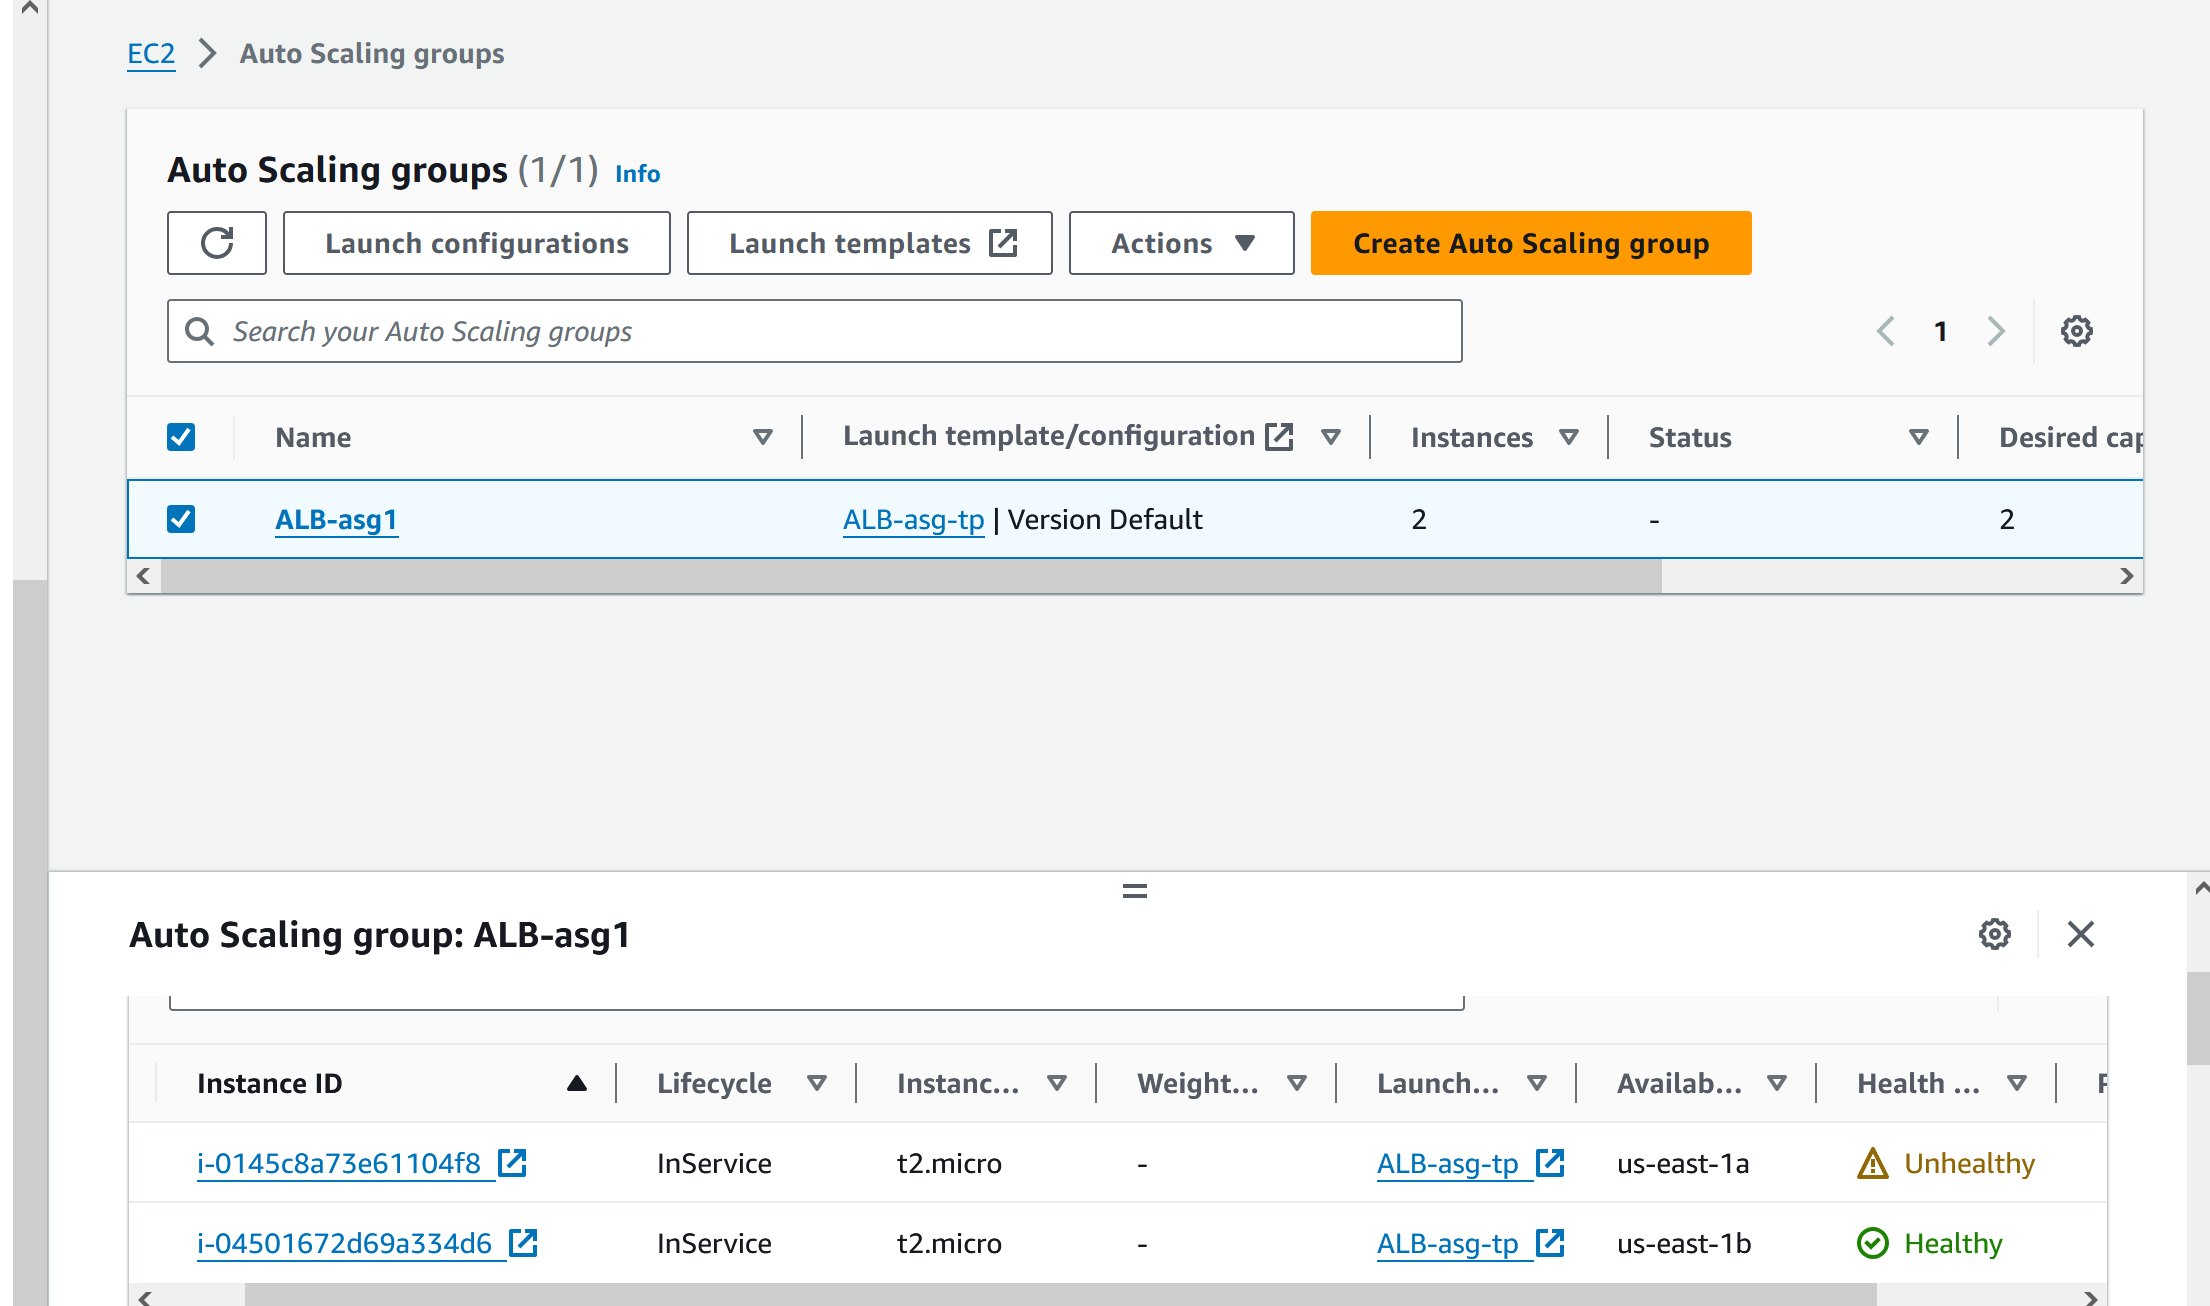 EC2 > Auto Scaling groups
Auto Scaling groups (1/1) Info
Launch configurations Launch templates Actions Create Auto Scaling group
Search your Auto Scaling groups 1
Name Launch template/configuration Instances Status Desired cap
ALB-asg1 ALB-asg-tp | Version Default 2 - 2
Auto Scaling group: ALB-asg1
Instance ID Lifecycle Instanc... Weight... Launch... Availab... Health ...
i-0145c8a73e61104f8 InService t2.micro - ALB-asg-tp us-east-1a Unhealthy
i-04501672d69a334d6 InService t2.micro - ALB-asg-tp us-east-1b Healthy